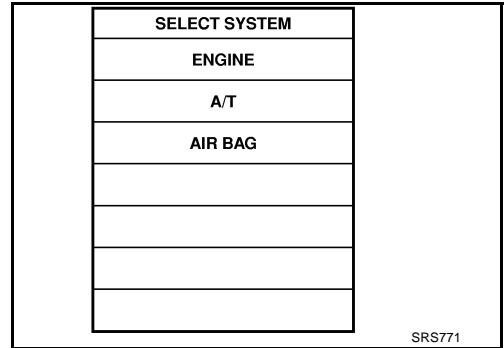 SELECT SYSTEM
ENGINE
A/T
AIR BAG
SRS771